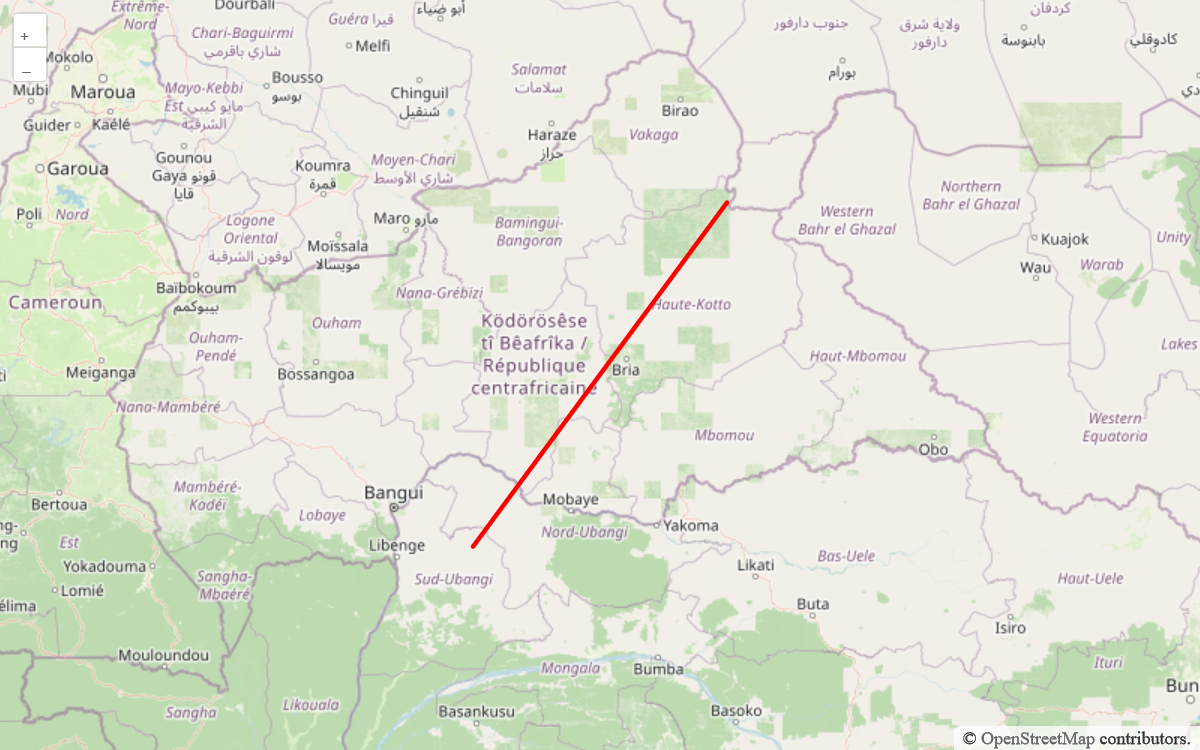 +
–
Extrême-
Nord
Dourbali
Guéra قيرا
أبو ضياء
Chari-Baguirmi
شاري باقرمي
Melfi
جنوب دارفور
ولاية شرق
دارفور
كردفان
بابنوسة
كادوقلي
Mokolo
Maroua
Mubi
Bousso
بوسو
Mayo-Kebbi
Est مايو كيبي
الشرقية
Salamat
سلامات
Chinguil
شنقيل
بورام
Birao
Vakaga
Guider
Kaélé
Haraze
حراز
Garoua
Gounou
Gaya قونو
قايا
Koumra
قمرة
Moyen-Chari
شاري الأوسط
Northern
Bahr el Ghazal
Poli
Nord
Logone
Oriental
لوقون الشرقية
Maro مارو
Moïssala
مويسالا
Bamingui-
Bangoran
Western
Bahr el Ghazal
Kuajok
Unity
Wau
Warab
Baïbokoum
بيبوكمم
Nana-Grébizi
Cameroun
Haute-Kotto
Ouham
Ködörösêse
tî Bêafrîka /
République
centrafricaine
Ouham-
Pendé
Lakes
Haut-Mbomou
Meiganga
Bossangoa
Bria
Nana-Mambéré
Western
Equatoria
Mbomou
Obo
Mambéré-
Kadéï
Bangui
Mobaye
Bertoua
Lobaye
Nord-Ubangi
Yakoma
Est
Libenge
Bas-Uele
Yokadouma
Likati
Sud-Ubangi
Haut-Uele
Lomié
Sangha-
Mbaéré
Buta
Isiro
Mouloundou
Mongala
Bumba
Ituri
Bun
Likouala
Sangha
Basankusu
Basoko
© OpenStreetMap contributors.